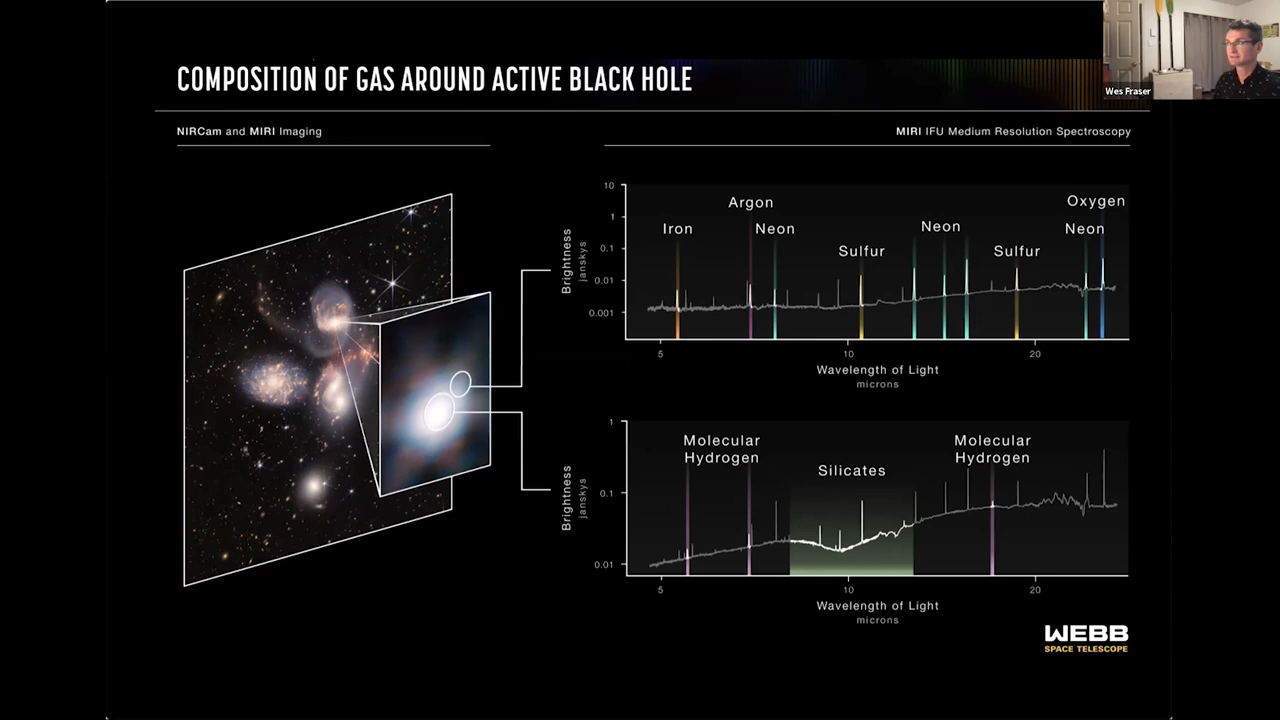 COMPOSITION OF GAS AROUND ACTIVE BLACK HOLE
Wes Fraser
NIRCam and MIRI Imaging
MIRI IFU Medium Resolution Spectroscopy
Brightness
janskys
10
1
0.1
0.01
0.001
Iron
Argon
Neon
Sulfur
Neon
Sulfur
Neon
Oxygen
5
10
20
Wavelength of Light
microns
Brightness
janskys
1
0.1
0.01
Molecular
Hydrogen
Silicates
Molecular
Hydrogen
5
10
20
Wavelength of Light
microns
WEBB
SPACE TELESCOPE